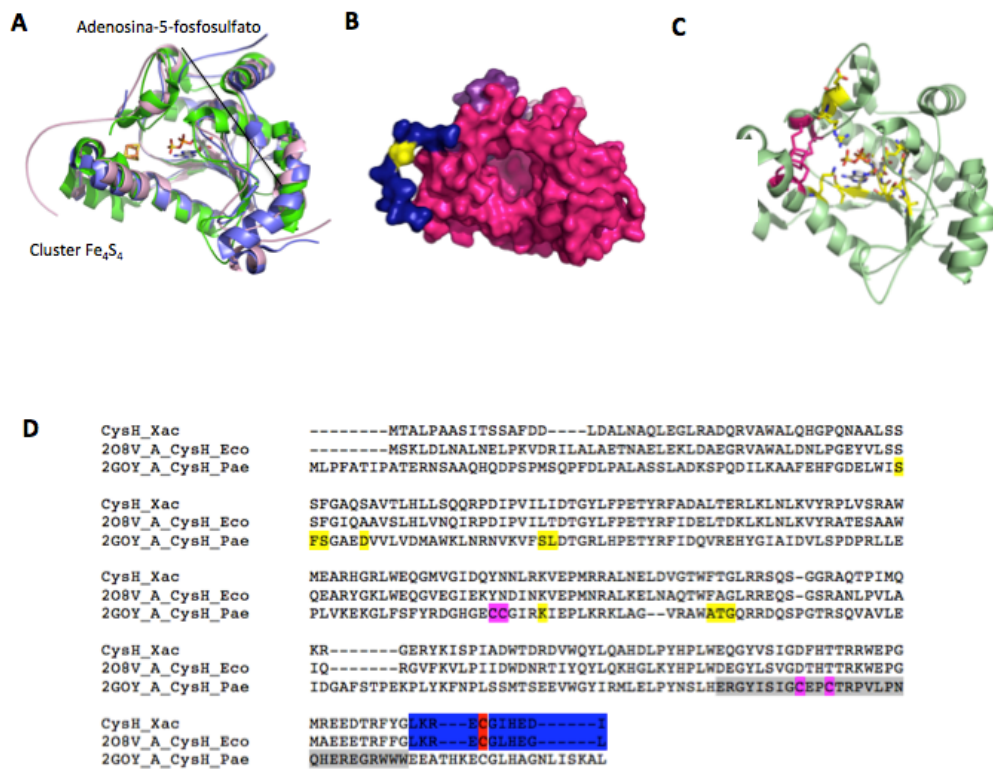 A
Adenosina-5-fosfosulfato
B
C
Cluster Fe4S4
D
CysH_Xac --------MTALPAASITSSAFDD----LDALNAQLEGLRADQRVAWALQHGPQNAALSS
2O8V_A_CysH_Eco --------MSKLDLNALNELPKVDRILALAETNAELEKLDAEGRVAWALDNLPGEYVLSS
2GOY_A_CysH_Pae MLPFATIPATERNSAAQHQDPSPMSQPFDLPALASSLADKSPQDILKAAFEHFGDELWIS
CysH_Xac SFGAQSAVTLHLLSQQRPDIPVILIDTGYLFPETYRFADALTERLKLNLKVYRPLVSRAW
2O8V_A_CysH_Eco SFGIQAAVSLHLVNQIRPDIPVILTDTGYLFPETYRFIDELTDKLKLNLKVYRATESAAW
2GOY_A_CysH_Pae FSGAEDVVLVDMAWKLNRNVKVFSLDTGRLHPETYRFIDQVREHYGIAIDVLSPDPRLLE
CysH_Xac MEARHGRLWEQGMVGIDQYNNLRKVEPMRRALNELDVGTWFTGLRRSQS-GGRAQTPIMQ
2O8V_A_CysH_Eco QEARYGKLWEQGVEGIEKYNDINKVEPMNRALKELNAQTWFAGLRREQS-GSRANLPVLA
2GOY_A_CysH_Pae PLVKEKGLFSFYRDGHGECCGIRKIEPLKRKLAG--VRAWATGQRRDQSPGTRSQVAVLE
CysH_Xac KR-------GERYKISPIADWTDRDVWQYLQAHDLPYHPLWEQGYVSIGDFHTTRRWEPG
2O8V_A_CysH_Eco IQ-------RGVFKVLPIIDWDNRTIYQYLQKHGLKYHPLWDEGYLSVGDTHTTRKWEPG
2GOY_A_CysH_Pae IDGAFSTPEKPLYKFNPLSSMTSEEVWGYIRMLELPYNSLHERGYISIGCEPCTRPVLPN
CysH_Xac MREEDTRFYGLKR---ECGIHED------I
2O8V_A_CysH_Eco MAEEETRFFGLKR---ECGLHEG------L
2GOY_A_CysH_Pae QHEREGRWWWEEATHKECGLHAGNLISKAL